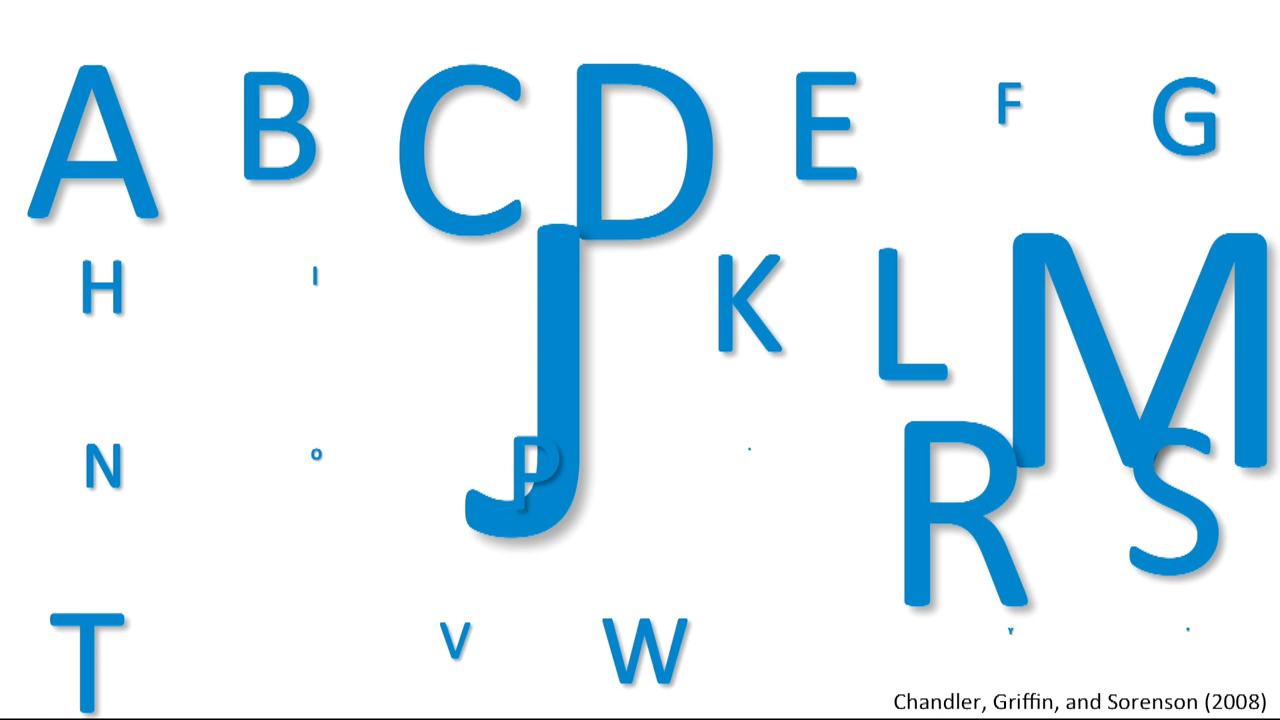 A B C D E F G
H I J K L M
N O P R S
T V W Y
Chandler, Griffin, and Sorenson (2008)